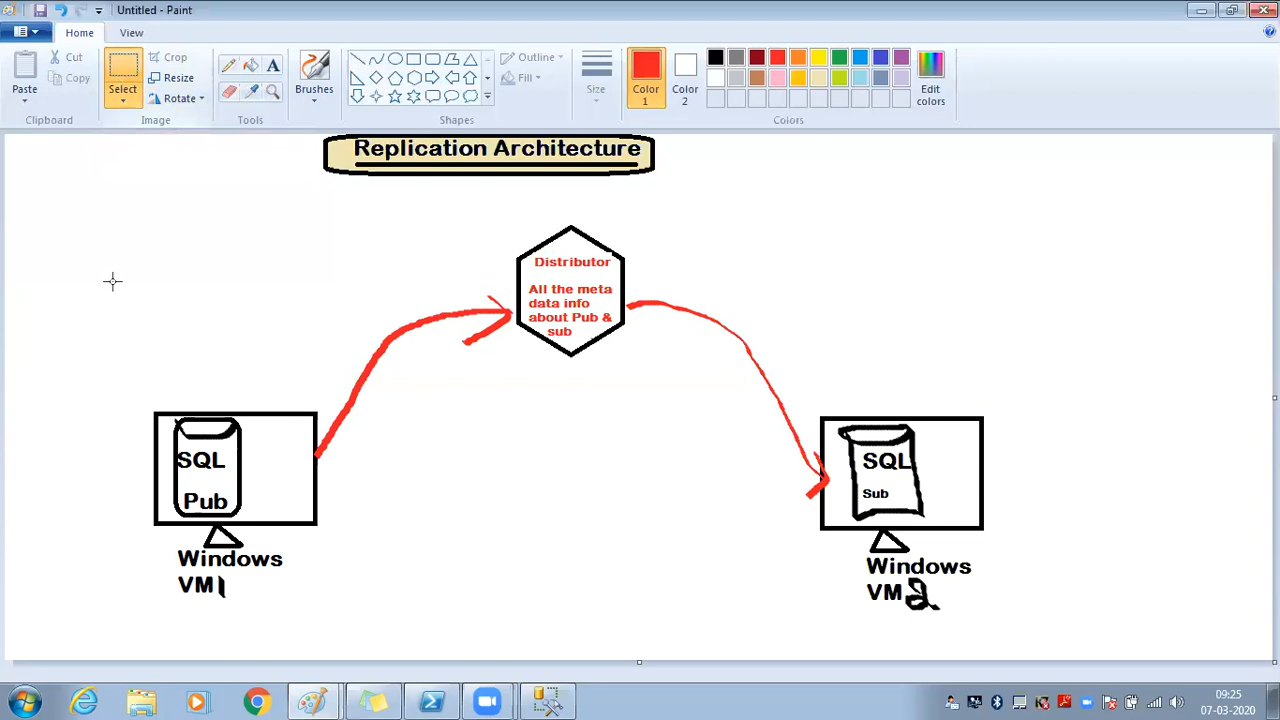 Untitled - Paint
Home
View
Paste
Cut
Copy
Clipboard
Select
Crop
Resize
Rotate
Image
Tools
Brushes
Shapes
Outline
Fill
Size
Color 1
Color 2
Edit colors
Colors
Replication Architecture
Distributor
All the meta
data info
about Pub &
sub
SQL
Pub
Windows
VM1
SQL
Sub
Windows
VM2
09:25
07-03-2020